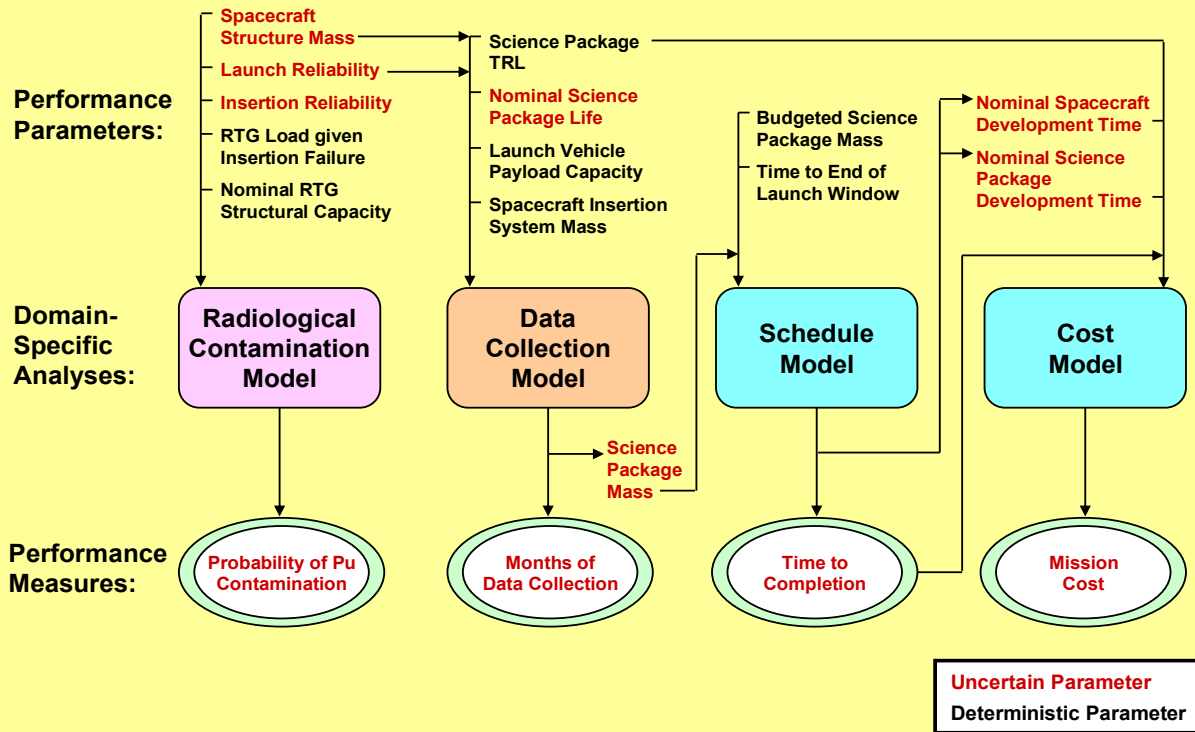 Performance
Parameters:
Spacecraft
Structure Mass
Launch Reliability
Insertion Reliability
RTG Load given
Insertion Failure
Nominal RTG
Structural Capacity
Science Package
TRL
Nominal Science
Package Life
Launch Vehicle
Payload Capacity
Spacecraft Insertion
System Mass
Budgeted Science
Package Mass
Time to End of
Launch Window
Nominal Spacecraft
Development Time
Nominal Science
Package
Development Time
Domain-
Specific
Analyses:
Radiological
Contamination
Model
Data
Collection
Model
Schedule
Model
Cost
Model
Science
Package
Mass
Performance
Measures:
Probability of Pu
Contamination
Months of
Data Collection
Time to
Completion
Mission
Cost
Uncertain Parameter
Deterministic Parameter